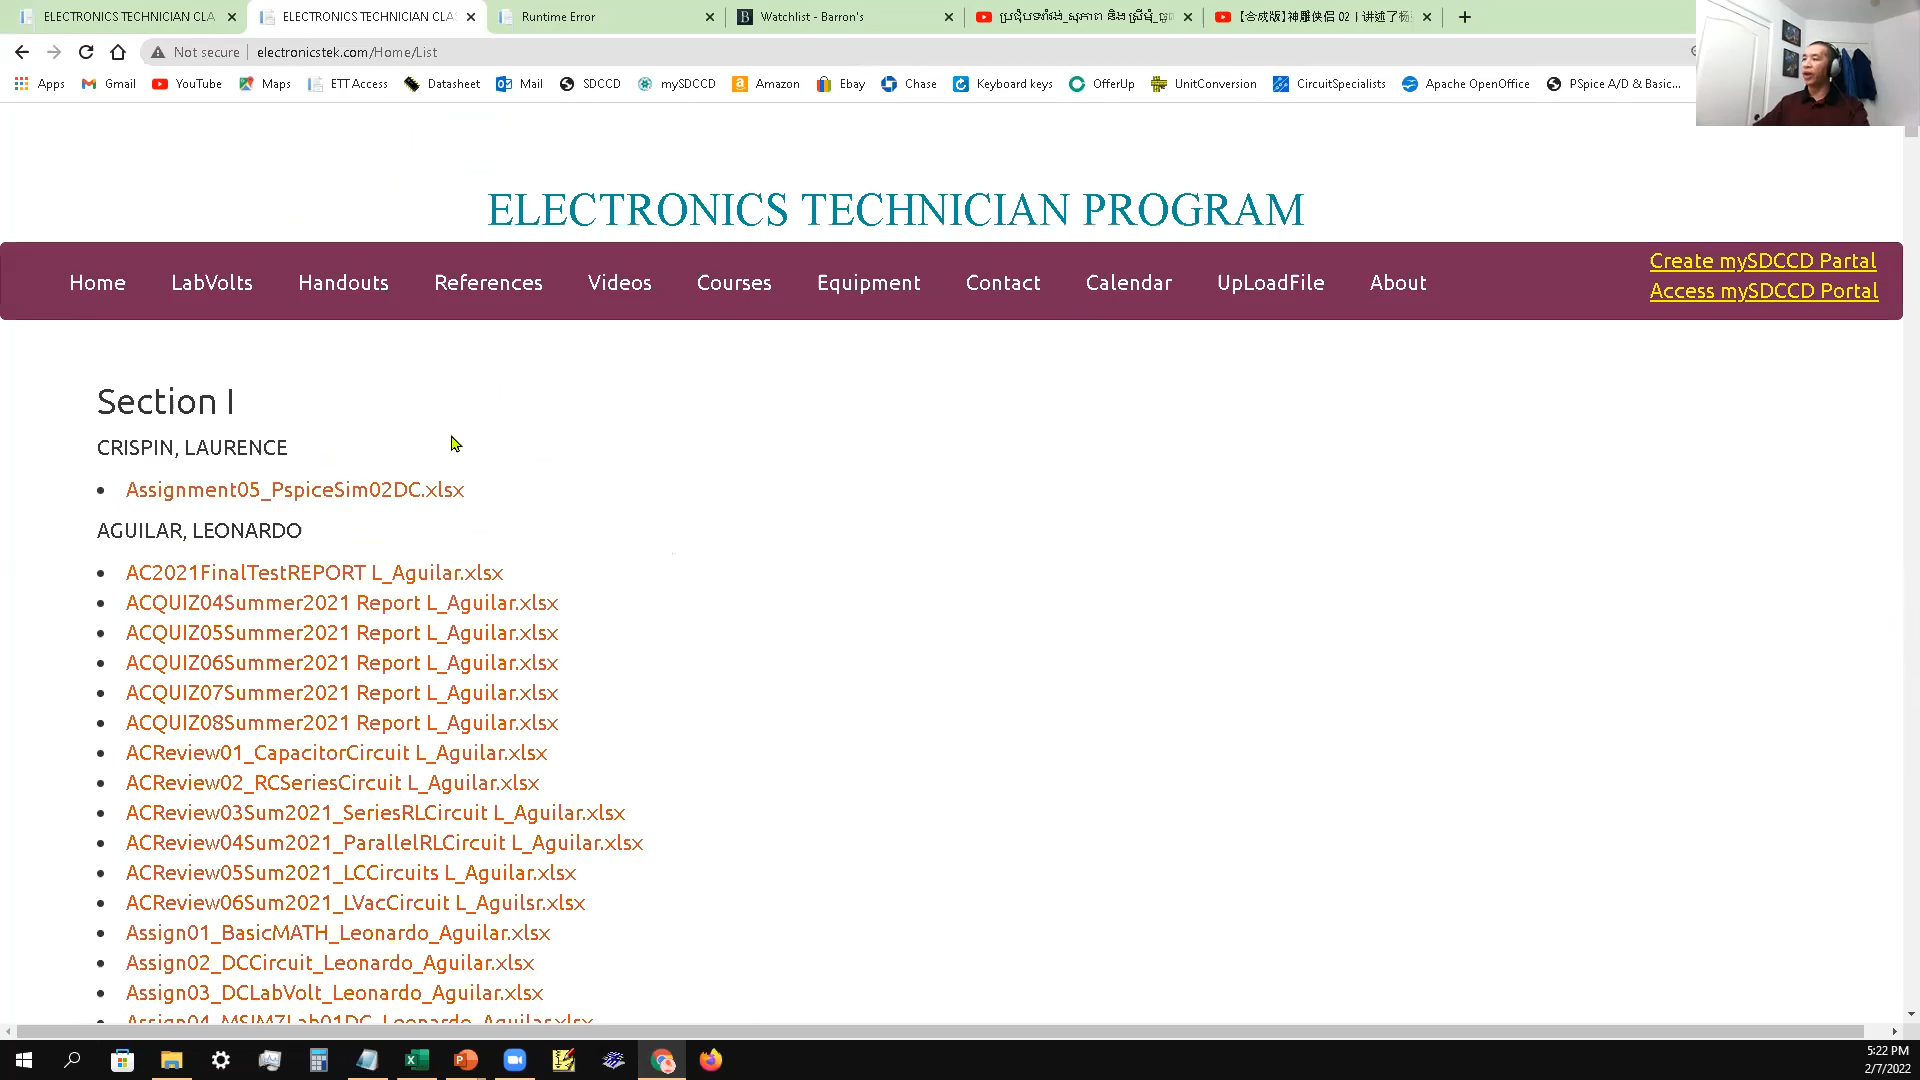 ELECTRONICS TECHNICIAN CLA
ELECTRONICS TECHNICIAN CLA
Runtime Error
Watchlist - Barron's
Not secure
electronicstek.com/Home/List
Apps
Gmail
YouTube
Maps
ETT Access
Datasheet
Mail
SDCCD
mySDCCD
Amazon
Ebay
Chase
Keyboard keys
OfferUp
UnitConversion
CircuitSpecialists
Apache OpenOffice
PSpice A/D & Basic...
ELECTRONICS TECHNICIAN PROGRAM
Home
LabVolts
Handouts
References
Videos
Courses
Equipment
Contact
Calendar
UpLoadFile
About
Create mySDCCD Partal
Access mySDCCD Portal
Section I
CRISPIN, LAURENCE
Assignment05_PspiceSim02DC.xlsx
AGUILAR, LEONARDO
AC2021FinalTestREPORT L_Aguilar.xlsx
ACQUIZ04Summer2021 Report L_Aguilar.xlsx
ACQUIZ05Summer2021 Report L_Aguilar.xlsx
ACQUIZ06Summer2021 Report L_Aguilar.xlsx
ACQUIZ07Summer2021 Report L_Aguilar.xlsx
ACQUIZ08Summer2021 Report L_Aguilar.xlsx
ACReview01_CapacitorCircuit L_Aguilar.xlsx
ACReview02_RCSeriesCircuit L_Aguilar.xlsx
ACReview03Sum2021_SeriesRLCircuit L_Aguilar.xlsx
ACReview04Sum2021_ParallelRLCircuit L_Aguilar.xlsx
ACReview05Sum2021_LCCircuits L_Aguilar.xlsx
ACReview06Sum2021_LVacCircuit L_Aguilsr.xlsx
Assign01_BasicMATH_Leonardo_Aguilar.xlsx
Assign02_DCCircuit_Leonardo_Aguilar.xlsx
Assign03_DCLabVolt_Leonardo_Aguilar.xlsx
Assign04_MSIM7Lab01DC_Leonardo_Aguilar.xlsx
5:22 PM
2/7/2022